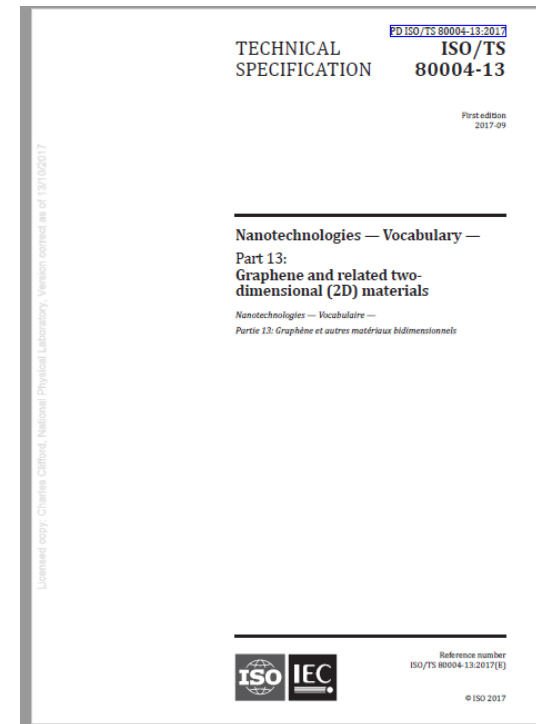 PD ISO/TS 80004-13:2017
TECHNICAL
SPECIFICATION
ISO/TS
80004-13
First edition
2017-09
Licensed copy: Charles Clifford, National Physical Laboratory, Version correct as of 13/10/2017
Nanotechnologies — Vocabulary —
Part 13:
Graphene and related two-
dimensional (2D) materials
Nanotechnologies — Vocabulaire —
Partie 13: Graphène et autres matériaux bidimensionnels
ISO
IEC
Reference number
ISO/TS 80004-13:2017(E)
© ISO 2017